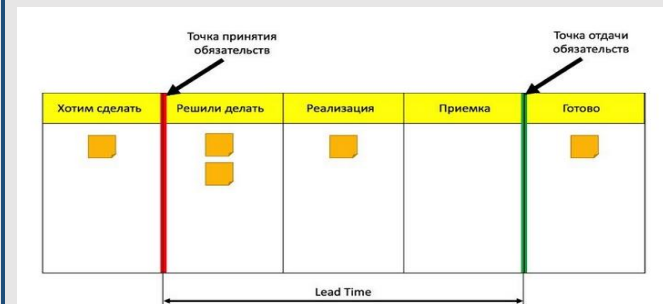 Точка принятия
обязательств
Точка отдачи
обязательств
Хотим сделать
Решили делать
Реализация
Приемка
Готово
Lead Time